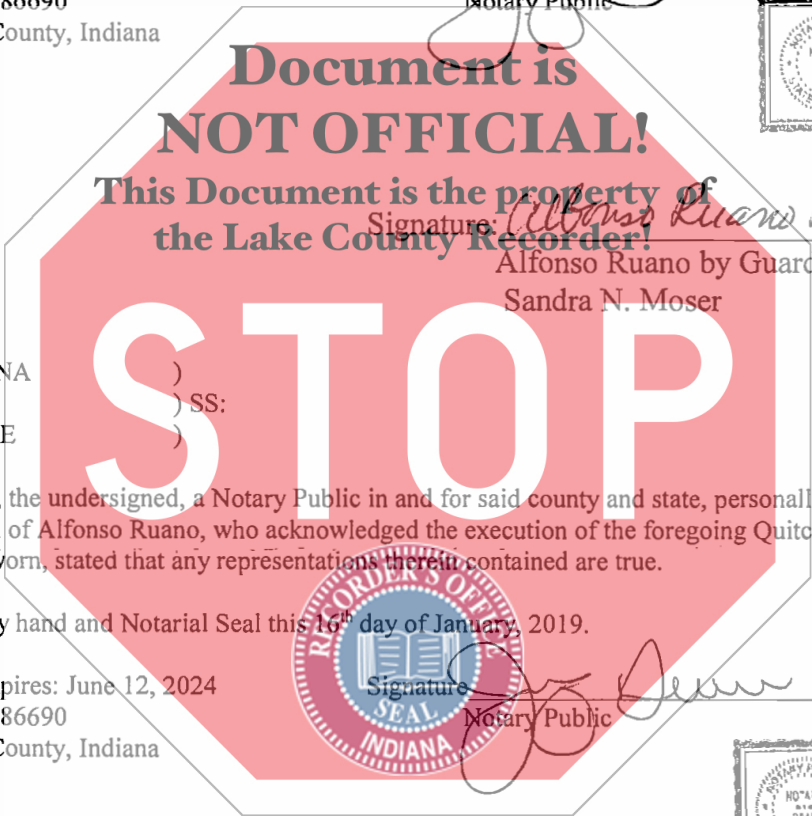 86690
Notary Public
County, Indiana
Document is
NOT OFFICIAL!
This Document is the property of
the Lake County Recorder!
Signature: Alfonso Ruano
Alfonso Ruano by Guard
Sandra N. Moser
STOP
NA )
) SS:
E )
, the undersigned, a Notary Public in and for said county and state, personall
of Alfonso Ruano, who acknowledged the execution of the foregoing Quitc
orn, stated that any representations therein contained are true.
y hand and Notarial Seal this 16th day of January, 2019.
pires: June 12, 2024
Signature
86690
Notary Public
County, Indiana
RECORDER'S OFFICE
SEAL
INDIANA